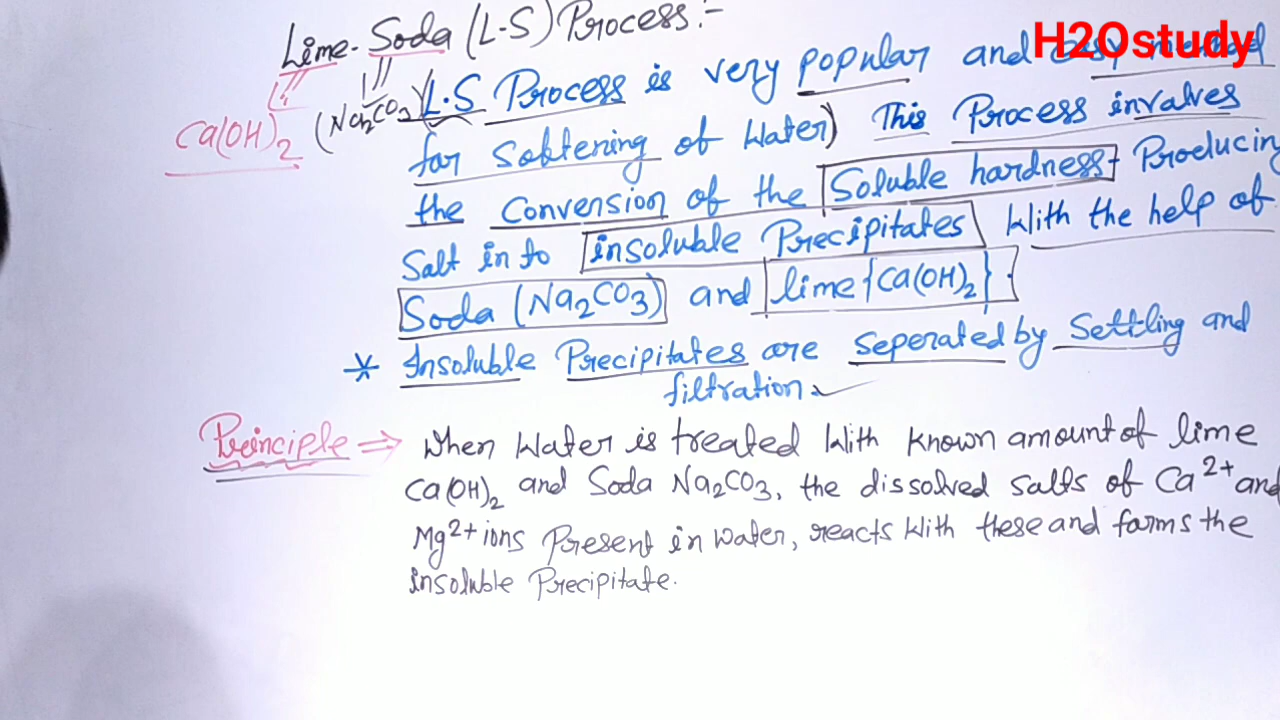 Lime-Soda (L-S) Process:-
H2Ostudy
Ca(OH)2 (Na2CO3)
L.S Process is very popular and
for Softening of Water) This Process invalves
the Conversion of the Soluble hardness- Producing
Salt in to insoluble Precipitates With the help of
Soda (Na2CO3) and lime {Ca(OH)2}.
* Insoluble Precipitates are seperated by Settling and
filtration.
Principle ⇒ When Water is treated With Known amount of lime
Ca(OH)2 and Soda Na2CO3, the dissolved salts of Ca2+ and
Mg2+ ions Present in water, reacts With these and forms the
insoluble Precipitate.